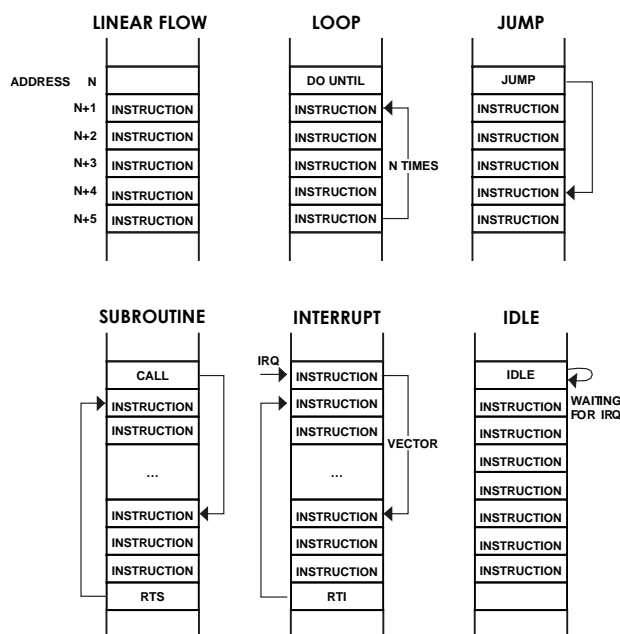 LINEAR FLOW
LOOP
JUMP
ADDRESS N
DO UNTIL
JUMP
N+1
INSTRUCTION
INSTRUCTION
INSTRUCTION
N+2
INSTRUCTION
INSTRUCTION
INSTRUCTION
N+3
INSTRUCTION
INSTRUCTION
INSTRUCTION
N TIMES
N+4
INSTRUCTION
INSTRUCTION
INSTRUCTION
N+5
INSTRUCTION
INSTRUCTION
INSTRUCTION
SUBROUTINE
INTERRUPT
IDLE
CALL
INSTRUCTION
INSTRUCTION
...
INSTRUCTION
INSTRUCTION
INSTRUCTION
RTS
IRQ
INSTRUCTION
INSTRUCTION
INSTRUCTION
VECTOR
...
INSTRUCTION
INSTRUCTION
INSTRUCTION
RTI
IDLE
WAITING
FOR IRQ
INSTRUCTION
INSTRUCTION
INSTRUCTION
INSTRUCTION
INSTRUCTION
INSTRUCTION
INSTRUCTION